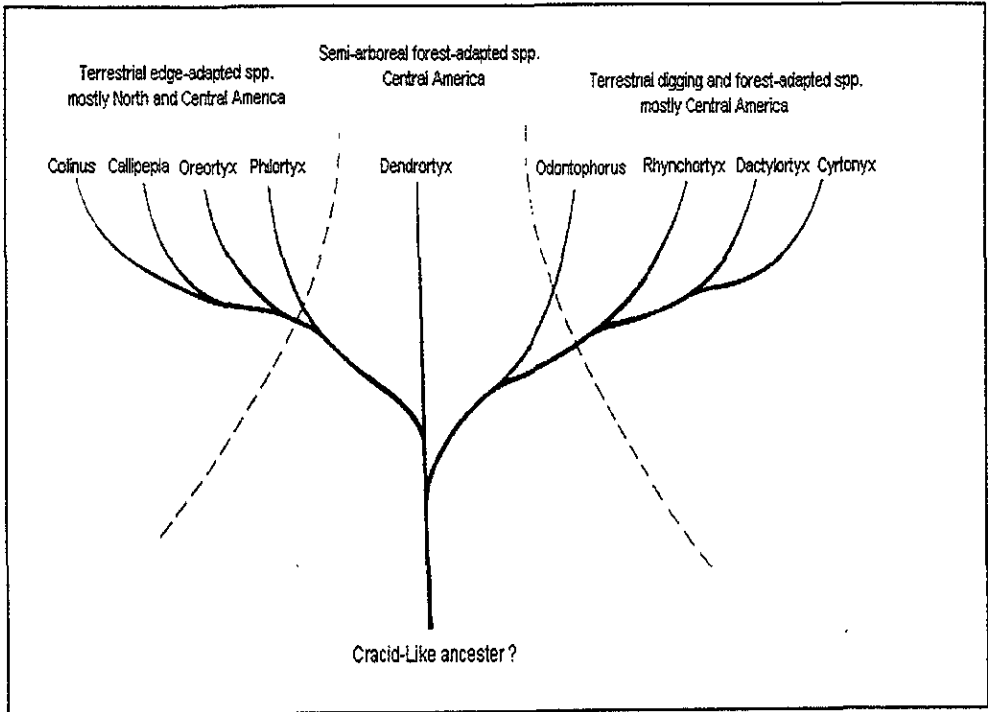 Semi-arboreal forest-adapted spp.
Central America
Terrestrial edge-adapted spp.
mostly North and Central America
Terrestrial digging and forest-adapted spp.
mostly Central America
Colinus Callipepla Oreortyx Philortyx Dendrortyx Odontophorus Rhynchortyx Dactylortyx Cyrtonyx
Cracid-Like ancester ?